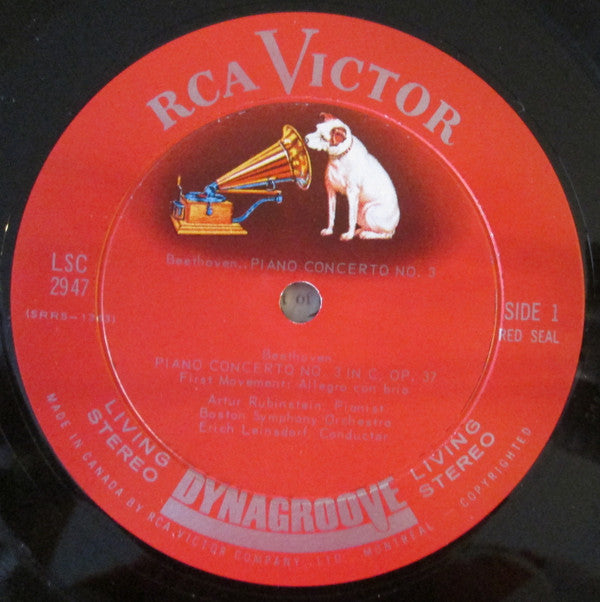 RCA VICTOR
Beethoven.. PIANO CONCERTO NO. 3
LSC
2947
SIDE 1
RED SEAL
Beethoven:
PIANO CONCERTO NO. 3 IN C, OP. 37
First Movement: Allegro con brio
Artur Rubinstein, Pianist
Boston Symphony Orchestra
Erich Leinsdorf, Conductor
LIVING
STEREO
LIVING
STEREO
DYNAGROOVE
MADE IN CANADA BY RCA VICTOR COMPANY, LTD., MONTREAL - COPYRIGHTED